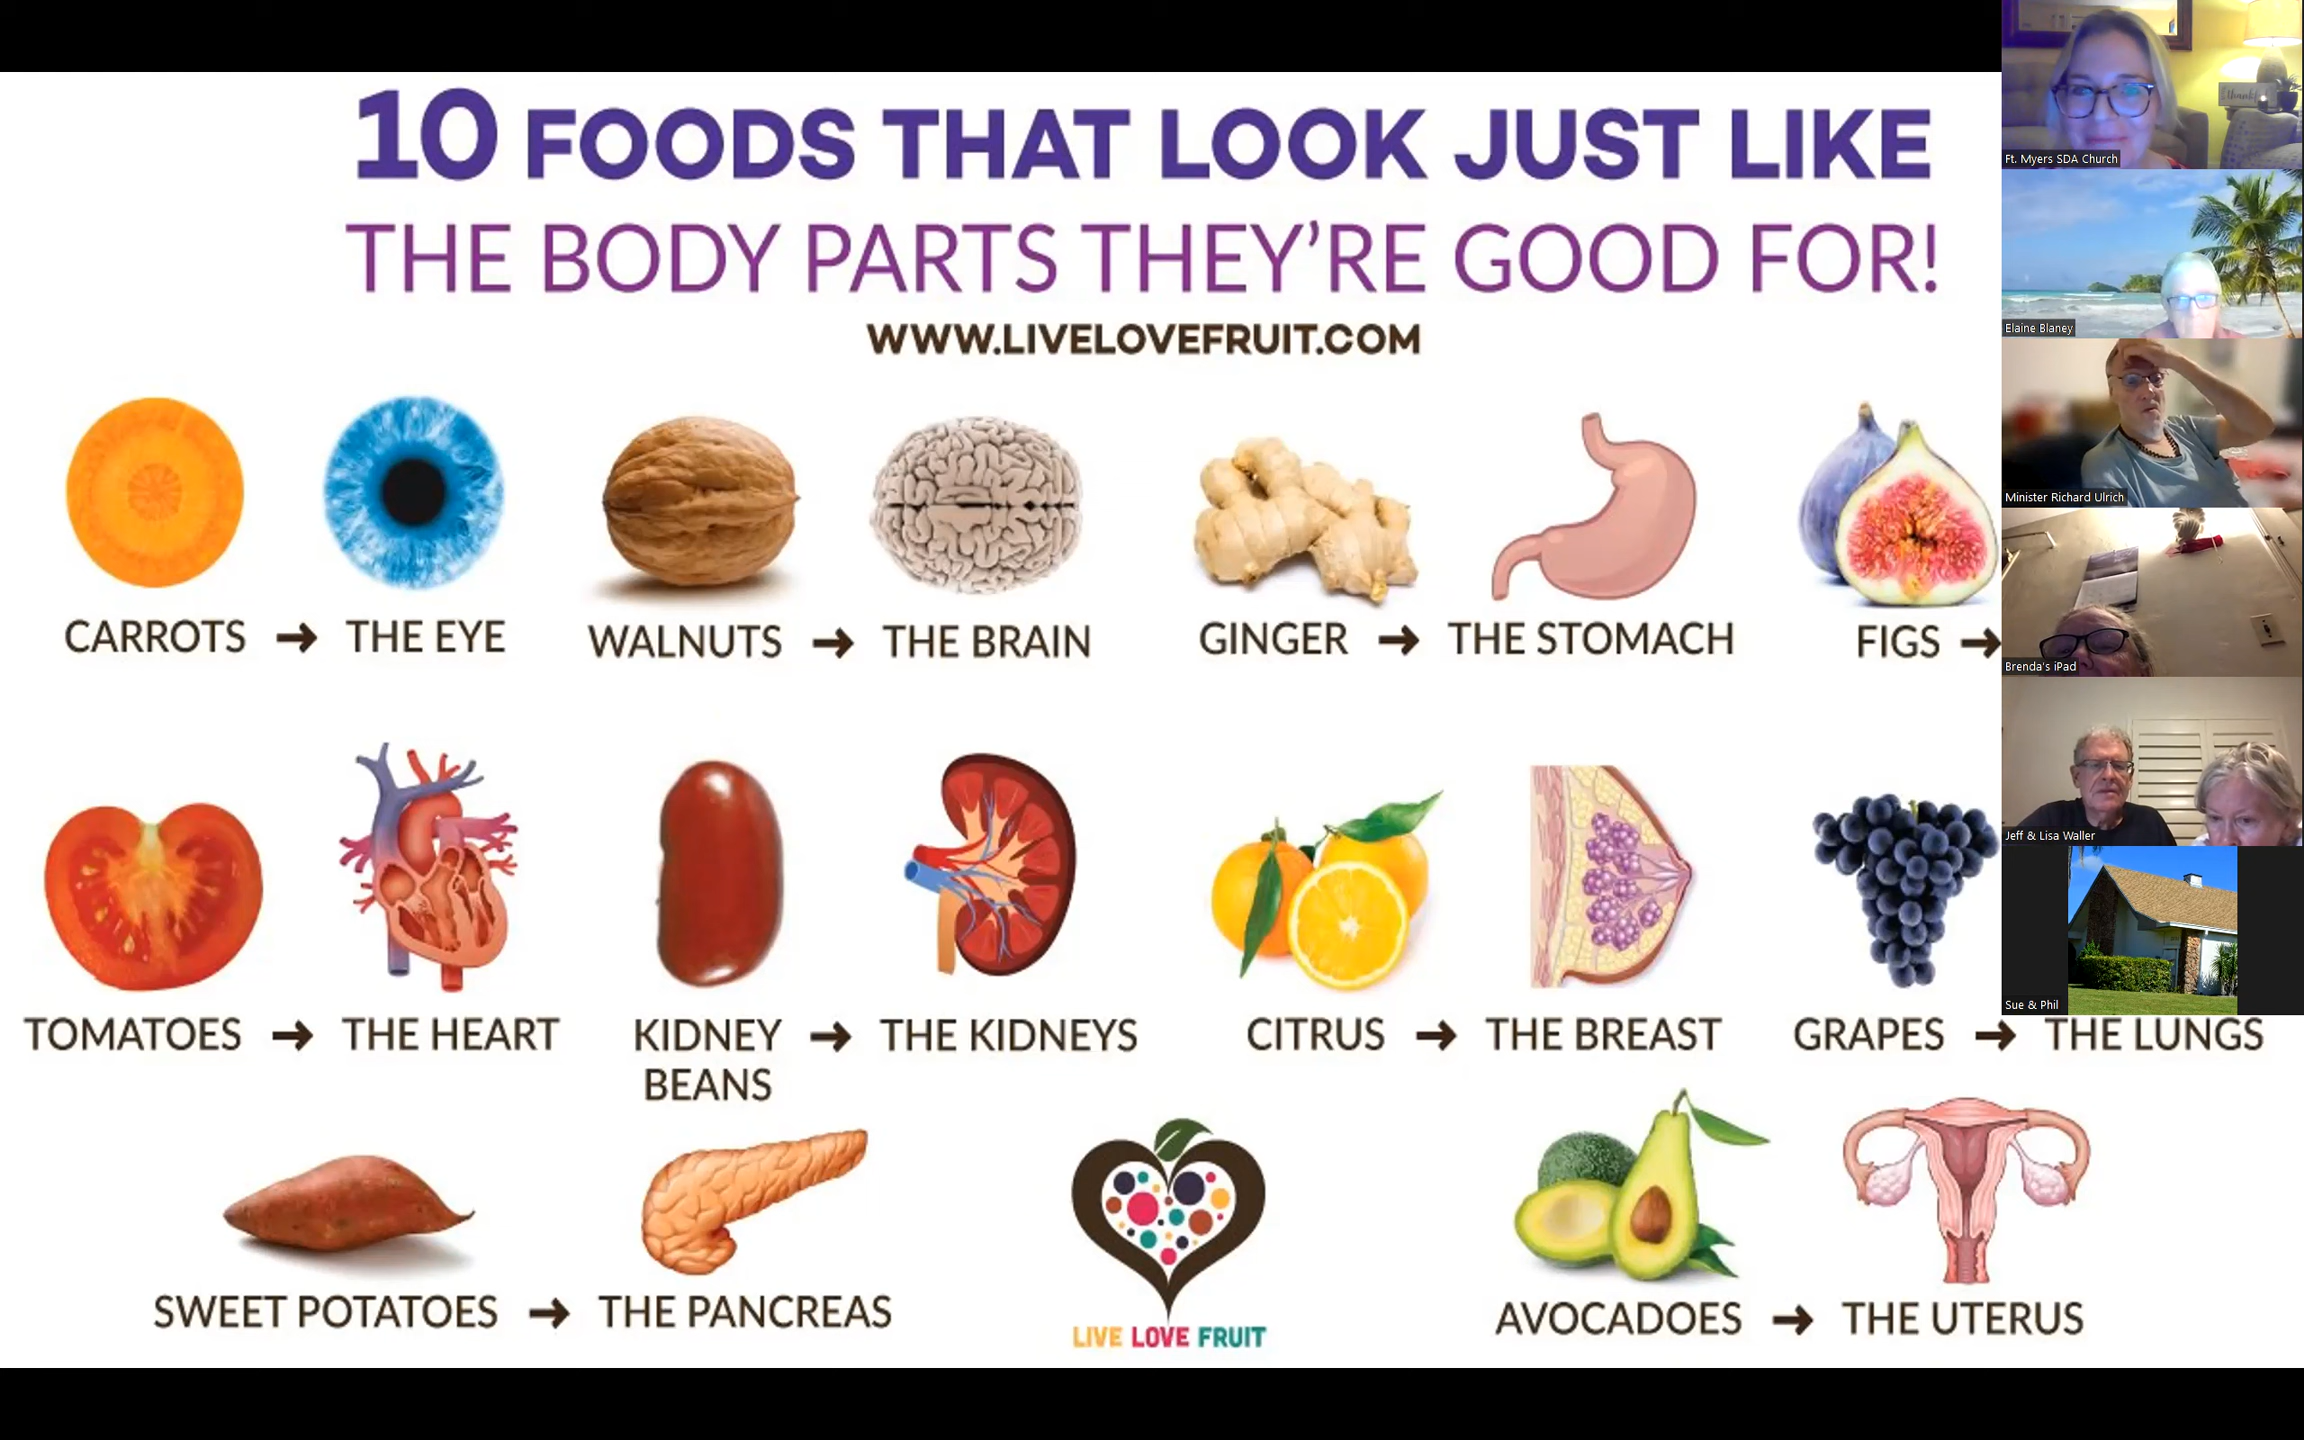 10 FOODS THAT LOOK JUST LIKE
THE BODY PARTS THEY'RE GOOD FOR!
WWW.LIVELOVEFRUIT.COM
CARROTS → THE EYE
WALNUTS → THE BRAIN
GINGER → THE STOMACH
FIGS →
TOMATOES → THE HEART
KIDNEY BEANS → THE KIDNEYS
CITRUS → THE BREAST
GRAPES → THE LUNGS
SWEET POTATOES → THE PANCREAS
LIVE LOVE FRUIT
AVOCADOES → THE UTERUS
Ft. Myers SDA Church
Elaine Blaney
Minister Richard Ulrich
Brenda's iPad
Jeff & Lisa Waller
Sue & Phil